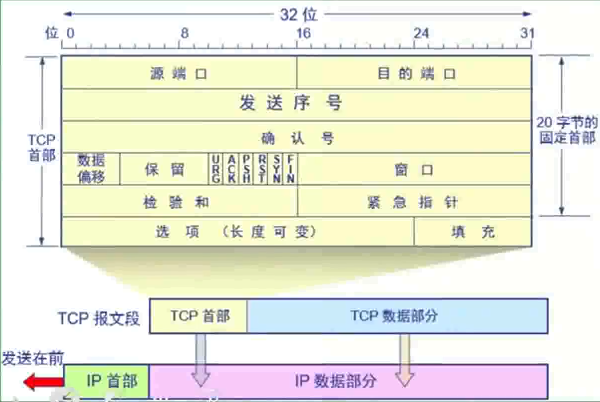 32 位
位 0 8 16 24 31
源 端 口 目 的 端 口
发 送 序 号
TCP 首部
20 字节的 固定首部
确 认 号
数据 偏移 保 留 URG ACK PSH RST SYN FIN 窗 口
检 验 和 紧 急 指 针
选 项 （长 度 可 变） 填 充
TCP 报文段 TCP 首部 TCP 数据部分
发送在前
IP 首部 IP 数据部分